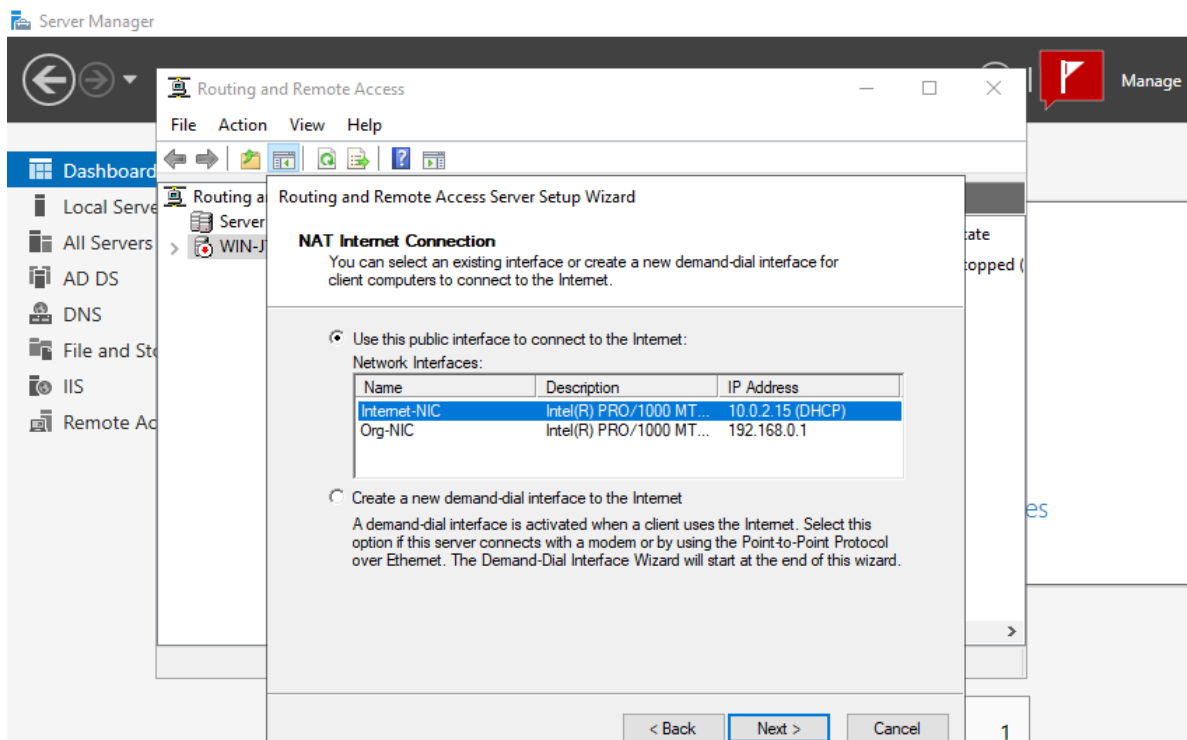 Server Manager
Manage
Routing and Remote Access
File Action View Help
Dashboard
Local Serve
All Servers
AD DS
DNS
File and Sto
IIS
Remote Ac
Routing a
Server
WIN-J
tate
topped (
Routing and Remote Access Server Setup Wizard
NAT Internet Connection
You can select an existing interface or create a new demand-dial interface for
client computers to connect to the Internet.
Use this public interface to connect to the Internet:
Network Interfaces:
Name Description IP Address
Internet-NIC Intel(R) PRO/1000 MT... 10.0.2.15 (DHCP)
Org-NIC Intel(R) PRO/1000 MT... 192.168.0.1
Create a new demand-dial interface to the Internet
A demand-dial interface is activated when a client uses the Internet. Select this
option if this server connects with a modem or by using the Point-to-Point Protocol
over Ethernet. The Demand-Dial Interface Wizard will start at the end of this wizard.
es
< Back Next > Cancel
1